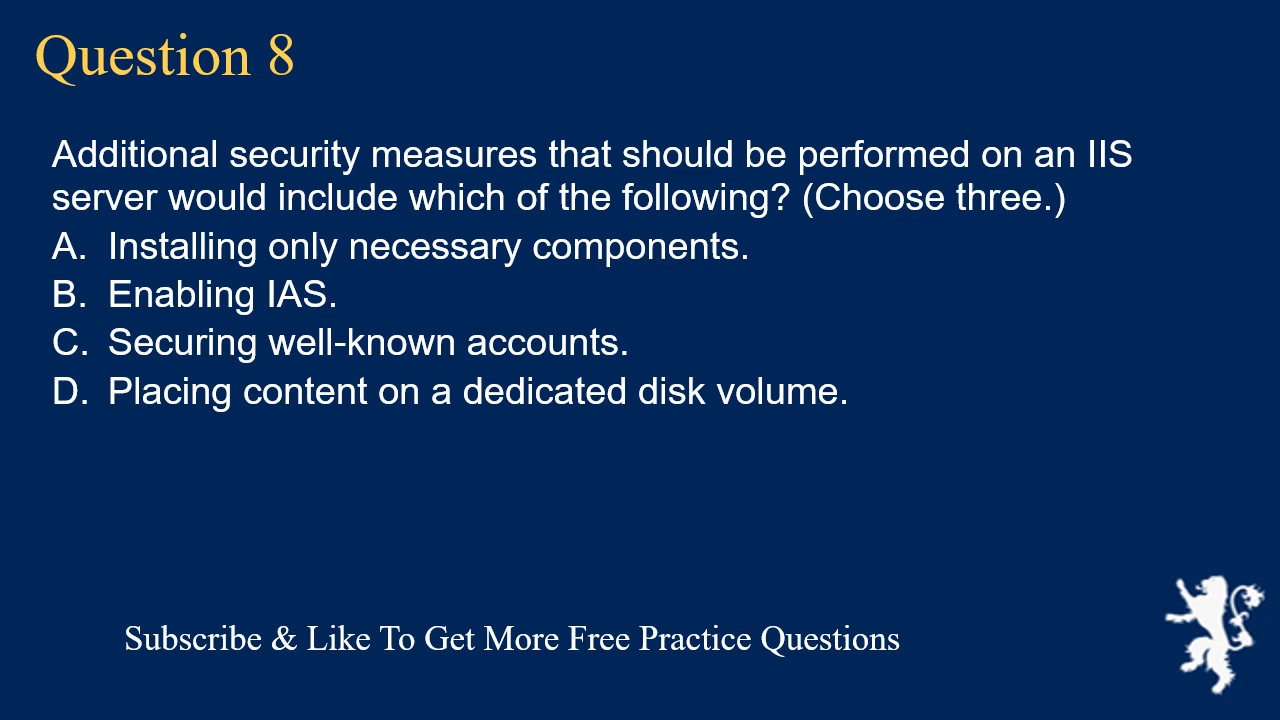 Question 8
Additional security measures that should be performed on an IIS
server would include which of the following? (Choose three.)
A. Installing only necessary components.
B. Enabling IAS.
C. Securing well-known accounts.
D. Placing content on a dedicated disk volume.
Subscribe & Like To Get More Free Practice Questions